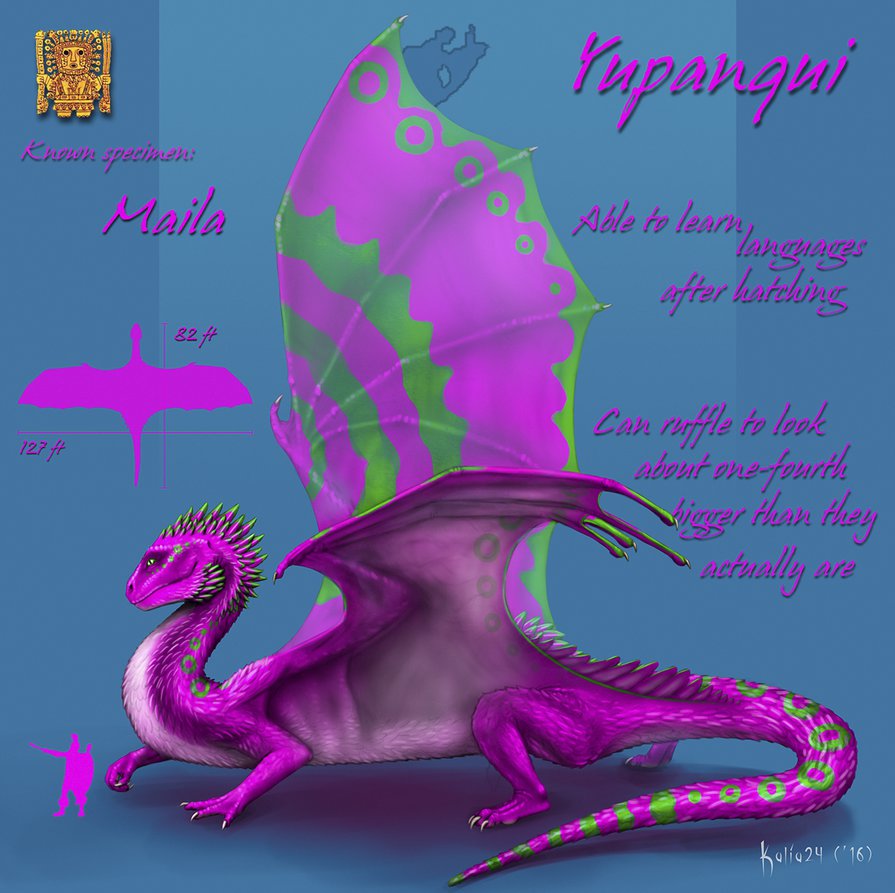 Yupanqui
Known specimen:
Maila
Able to learn
languages
after hatching
82 ft
127 ft
Can ruffle to look
about one-fourth
bigger than they
actually are
Kalia24 ('16)